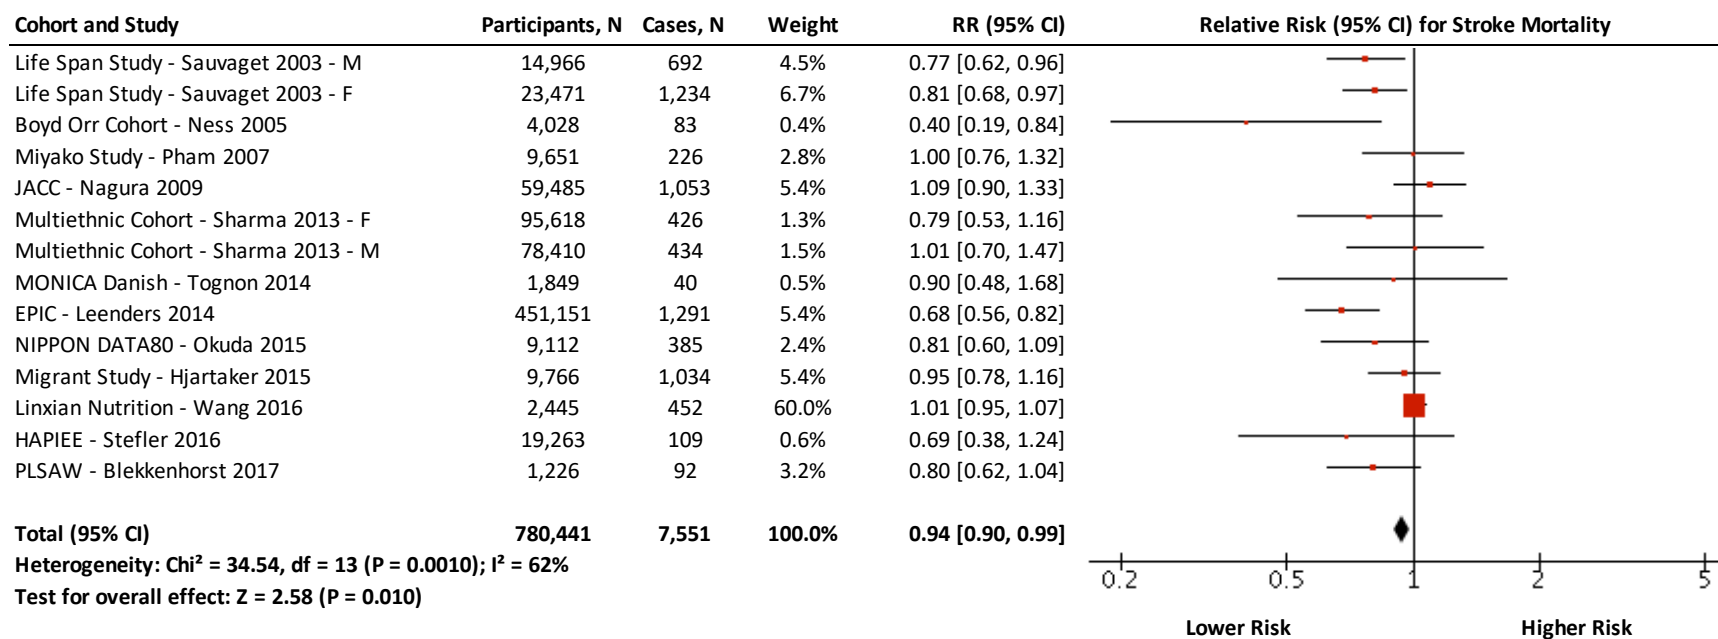 Cohort and Study Participants, N Cases, N Weight RR (95% CI) Relative Risk (95% CI) for Stroke Mortality
Life Span Study - Sauvaget 2003 - M 14,966 692 4.5% 0.77 [0.62, 0.96]
Life Span Study - Sauvaget 2003 - F 23,471 1,234 6.7% 0.81 [0.68, 0.97]
Boyd Orr Cohort - Ness 2005 4,028 83 0.4% 0.40 [0.19, 0.84]
Miyako Study - Pham 2007 9,651 226 2.8% 1.00 [0.76, 1.32]
JACC - Nagura 2009 59,485 1,053 5.4% 1.09 [0.90, 1.33]
Multiethnic Cohort - Sharma 2013 - F 95,618 426 1.3% 0.79 [0.53, 1.16]
Multiethnic Cohort - Sharma 2013 - M 78,410 434 1.5% 1.01 [0.70, 1.47]
MONICA Danish - Tognon 2014 1,849 40 0.5% 0.90 [0.48, 1.68]
EPIC - Leenders 2014 451,151 1,291 5.4% 0.68 [0.56, 0.82]
NIPPON DATA80 - Okuda 2015 9,112 385 2.4% 0.81 [0.60, 1.09]
Migrant Study - Hjartaker 2015 9,766 1,034 5.4% 0.95 [0.78, 1.16]
Linxian Nutrition - Wang 2016 2,445 452 60.0% 1.01 [0.95, 1.07]
HAPIEE - Stefler 2016 19,263 109 0.6% 0.69 [0.38, 1.24]
PLSAW - Blekkenhorst 2017 1,226 92 3.2% 0.80 [0.62, 1.04]
Total (95% CI) 780,441 7,551 100.0% 0.94 [0.90, 0.99]
Heterogeneity: Chi² = 34.54, df = 13 (P = 0.0010); I² = 62%
0.2 0.5 1 2 5
Test for overall effect: Z = 2.58 (P = 0.010)
Lower Risk Higher Risk